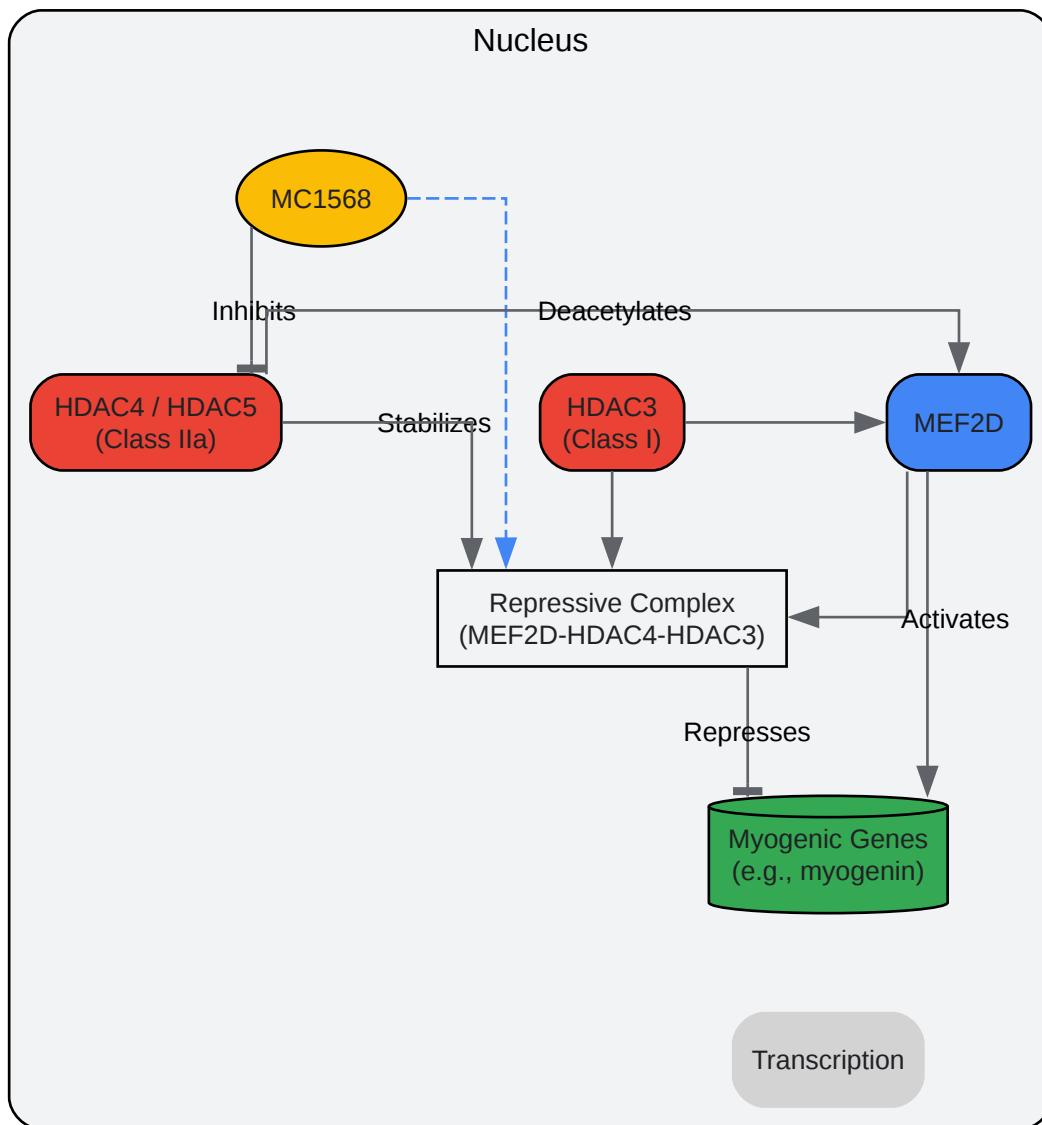 Nucleus
MC1568
Inhibits
Deacetylates
HDAC4 / HDAC5
(Class IIa)
Stabilizes
HDAC3
(Class I)
MEF2D
Repressive Complex
(MEF2D-HDAC4-HDAC3)
Activates
Represses
Myogenic Genes
(e.g., myogenin)
Transcription